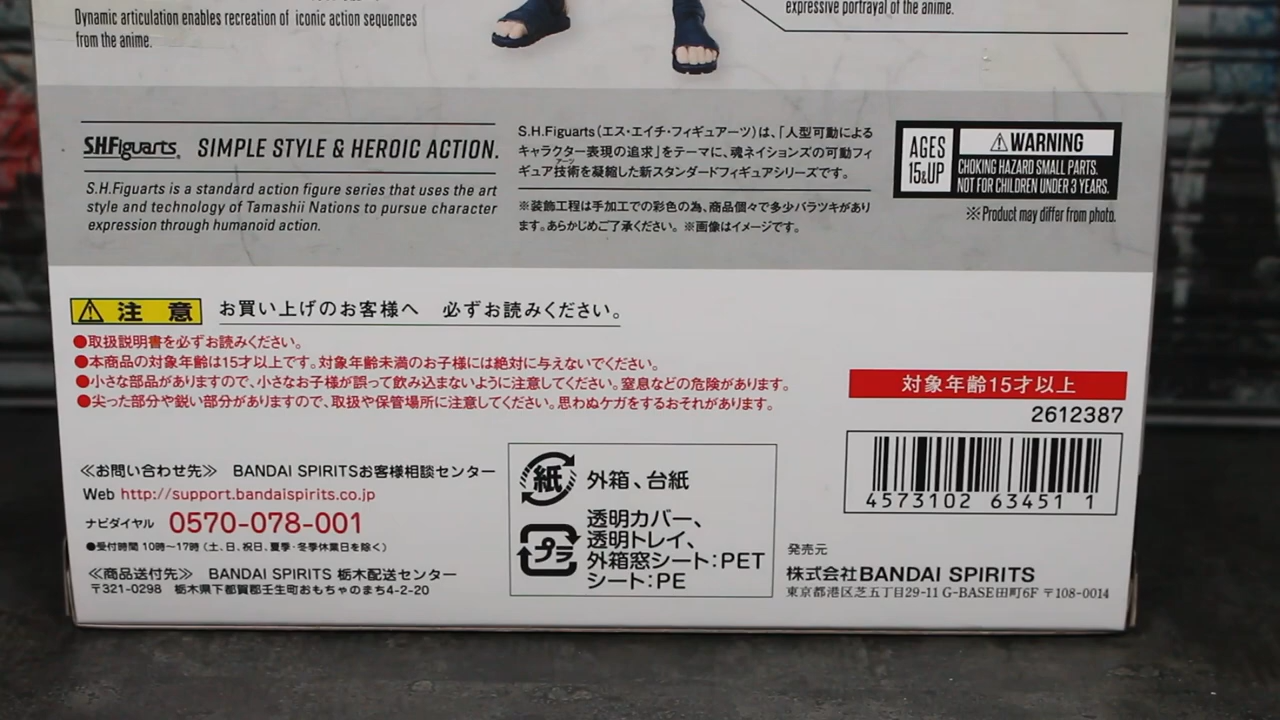 Dynamic articulation enables recreation of iconic action sequences
from the anime.
expressive portrayal of the anime.
S.H.Figuarts SIMPLE STYLE & HEROIC ACTION.
S.H.Figuarts is a standard action figure series that uses the art
style and technology of Tamashii Nations to pursue character
expression through humanoid action.
S.H.Figuarts(エス・エイチ・フィギュアーツ)は、「人型可動による
キャラクター表現の追求」をテーマに、魂ネイションズの可動フィ
アーツ
ギュア技術を凝縮した新スタンダードフィギュアシリーズです。
※装飾工程は手加工での彩色の為、商品個々で多少バラツキがあり
ます。あらかじめご了承ください。 ※画像はイメージです。
AGES
15&UP
⚠WARNING
CHOKING HAZARD SMALL PARTS.
NOT FOR CHILDREN UNDER 3 YEARS.
※Product may differ from photo.
⚠ 注 意 お買い上げのお客様へ 必ずお読みください。
●取扱説明書を必ずお読みください。
●本商品の対象年齢は15才以上です。対象年齢未満のお子様には絶対に与えないでください。
●小さな部品がありますので、小さなお子様が誤って飲み込まないように注意してください。窒息などの危険があります。
●尖った部分や鋭い部分がありますので、取扱や保管場所に注意してください。思わぬケガをするおそれがあります。
対象年齢15才以上
2612387
4573102 63451 1
≪お問い合わせ先≫ BANDAI SPIRITSお客様相談センター
Web http://support.bandaispirits.co.jp
ナビダイヤル 0570-078-001
●受付時間 10時〜17時 (土、日、祝日、夏季・冬季休業日を除く)
≪商品送付先≫ BANDAI SPIRITS 栃木配送センター
〒321-0298 栃木県下都賀郡壬生町おもちゃのまち4-2-20
紙 外箱、台紙
プラ
透明カバー、
透明トレイ、
外箱窓シート:PET
シート:PE
発売元
株式会社BANDAI SPIRITS
東京都港区芝五丁目29-11 G-BASE田町6F 〒108-0014